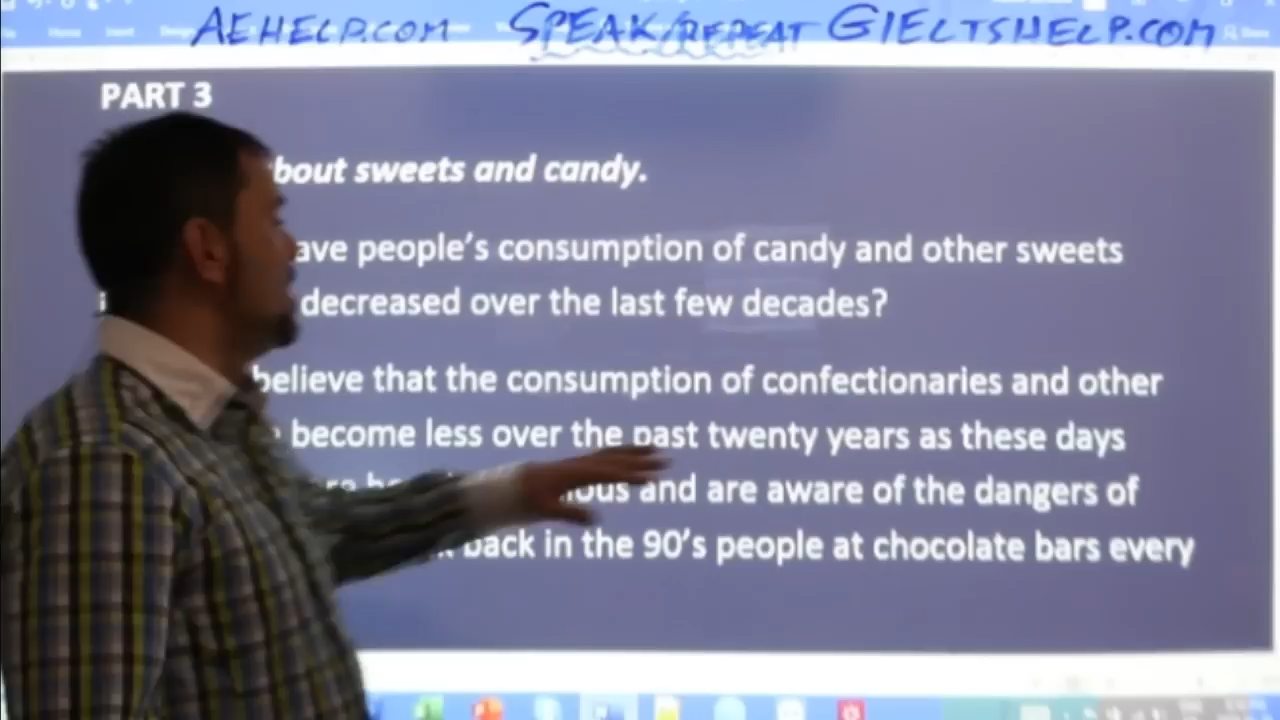 AEHELP.COM SPEAK/REPEAT GIELTSHELP.COM
PART 3
bout sweets and candy.
ave people's consumption of candy and other sweets
decreased over the last few decades?
believe that the consumption of confectionaries and other
become less over the past twenty years as these days
and are aware of the dangers of
back in the 90's people at chocolate bars every